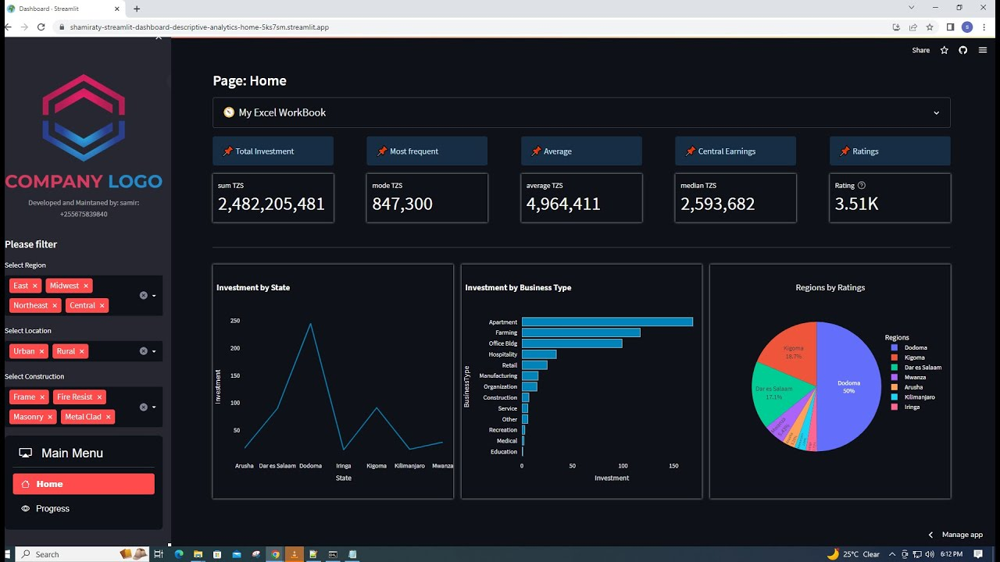 Dashboard · Streamlit
shamiraty-streamlit-dashboard-descriptive-analytics-home-5ks7sm.streamlit.app
S
Share
COMPANY LOGO
Developed and Maintaned by: samir:
+255675839840
Please filter
Select Region
East
Midwest
Northeast
Central
Select Location
Urban
Rural
Select Construction
Frame
Fire Resist
Masonry
Metal Clad
Main Menu
Home
Progress
Page: Home
My Excel WorkBook
Total Investment
sum TZS
2,482,205,481
Most frequent
mode TZS
847,300
Average
average TZS
4,964,411
Central Earnings
median TZS
2,593,682
Ratings
Rating
3.51K
Investment by State
Investment
250
200
150
100
50
Arusha
Dar es Salaam
Dodoma
Iringa
Kigoma
Kilimanjaro
Mwanza
State
Investment by Business Type
BusinessType
Apartment
Farming
Office Bldg
Hospitality
Retail
Manufacturing
Organization
Construction
Service
Other
Recreation
Medical
Education
0
50
100
150
Investment
Regions by Ratings
Kigoma
18.7%
Dar es Salaam
17.1%
Mwanza
Dodoma
50%
Regions
Dodoma
Kigoma
Dar es Salaam
Mwanza
Arusha
Kilimanjaro
Iringa
Manage app
Search
25°C Clear
6:12 PM